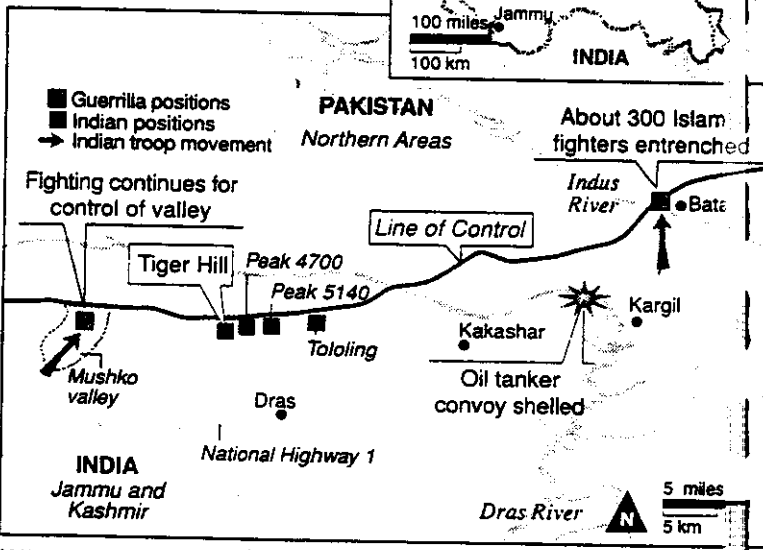 Jammu
100 miles
100 km
INDIA
Guerrilla positions
Indian positions
Indian troop movement
PAKISTAN
Northern Areas
About 300 Islam
fighters entrenched
Fighting continues for
control of valley
Indus
River
Bata
Line of Control
Tiger Hill
Peak 4700
Peak 5140
Tololing
Kakashar
Kargil
Mushko
valley
Oil tanker
convoy shelled
Dras
National Highway 1
INDIA
Jammu and
Kashmir
Dras River
N
5 miles
5 km